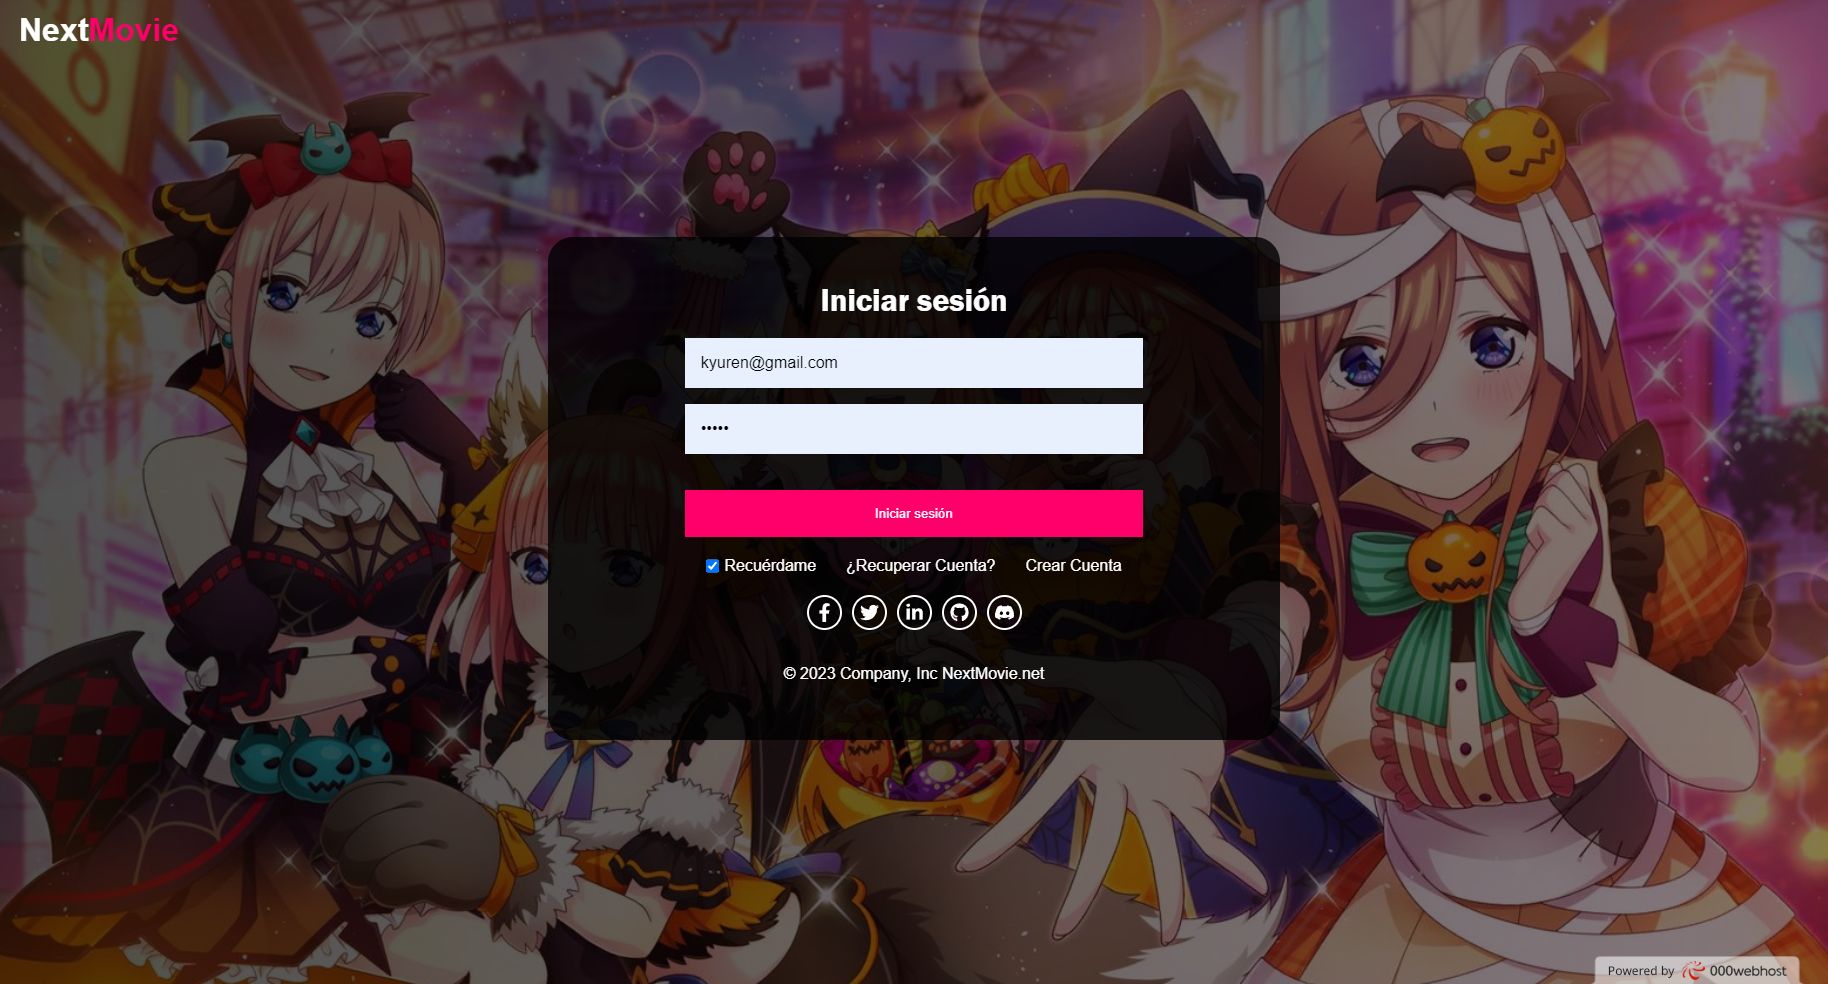 NextMovie
Iniciar sesión
kyuren@gmail.com
•••••
Iniciar sesión
Recuérdame ¿Recuperar Cuenta? Crear Cuenta
© 2023 Company, Inc NextMovie.net
Powered by 000webhost